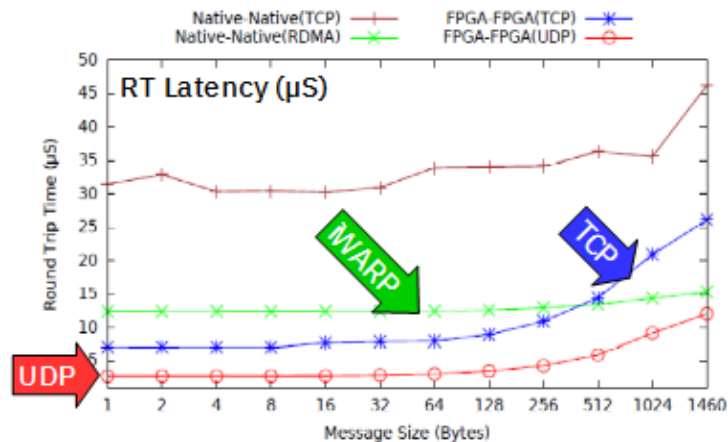 Native-Native(TCP) FPGA-FPGA(TCP)
Native-Native(RDMA) FPGA-FPGA(UDP)
RT Latency (µS)
Round Trip Time (µS)
50
45
40
35
30
25
20
15
10
5
iWARP
TCP
UDP
1 2 4 8 16 32 64 128 256 512 1024 1460
Message Size (Bytes)